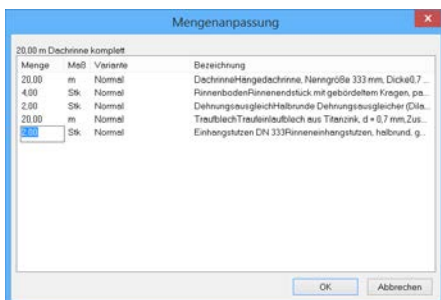 Mengenanpassung
20,00 m Dachrinne komplett
Menge Maß Variante Bezeichnung
20,00 m Normal DachrinneHängedachrinne, Nenngröße 333 mm, Dicke0,7 ...
4,00 Stk Normal RinnenbodenRinnenendstück mit gebördeltem Kragen, pa...
2,00 Stk Normal DehnungsausgleichHalbrunde Dehnungsausgleicher (Dila...
20,00 m Normal TraufblechTraufeinlaufblech aus Titanzink, d = 0,7 mm,Zus...
2,00 Stk Normal Einhangstutzen DN 333Rinneneinhangstutzen, halbrund, g...
OK Abbrechen